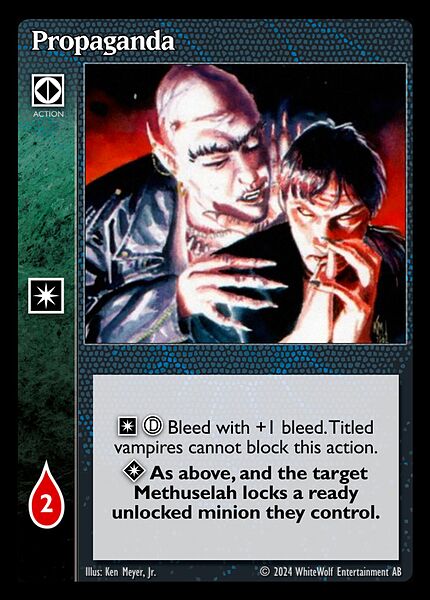 Propaganda
ACTION
D Bleed with +1 bleed. Titled
vampires cannot block this action.
As above, and the target
Methuselah locks a ready
unlocked minion they control.
2
Illus: Ken Meyer, Jr. © 2024 WhiteWolf Entertainment AB